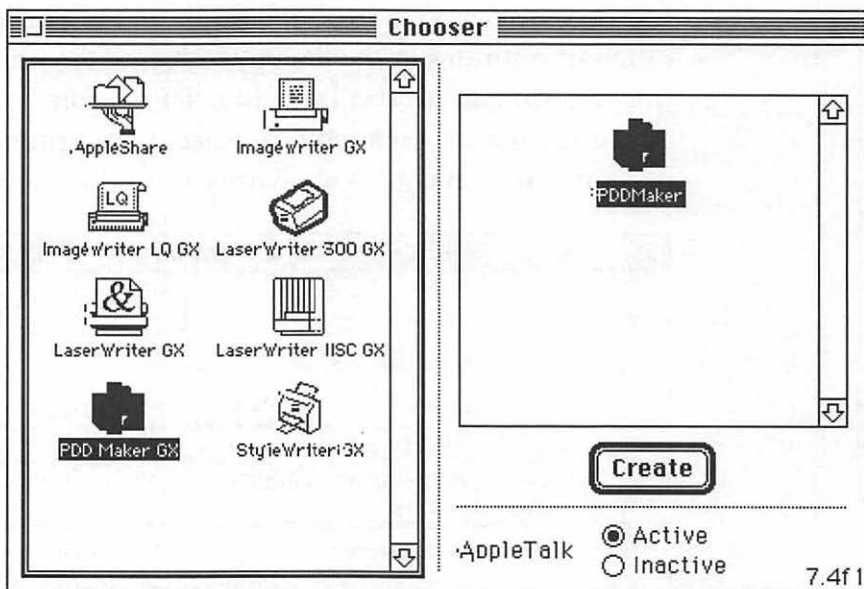 Chooser
AppleShare
ImageWriter GX
LQ
ImageWriter LQ GX
LaserWriter 300 GX
&
LaserWriter GX
LaserWriter IISC GX
PDD Maker GX
StyleWriter GX
PDDMaker
Create
AppleTalk
Active
Inactive
7.4f1